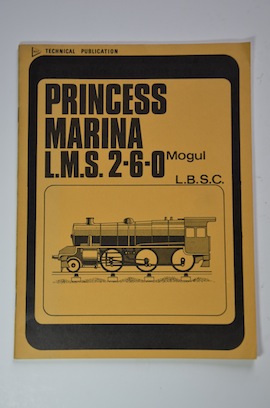 TECHNICAL PUBLICATION
PRINCESS
MARINA
L.M.S. 2-6-0 Mogul
L.B.S.C.